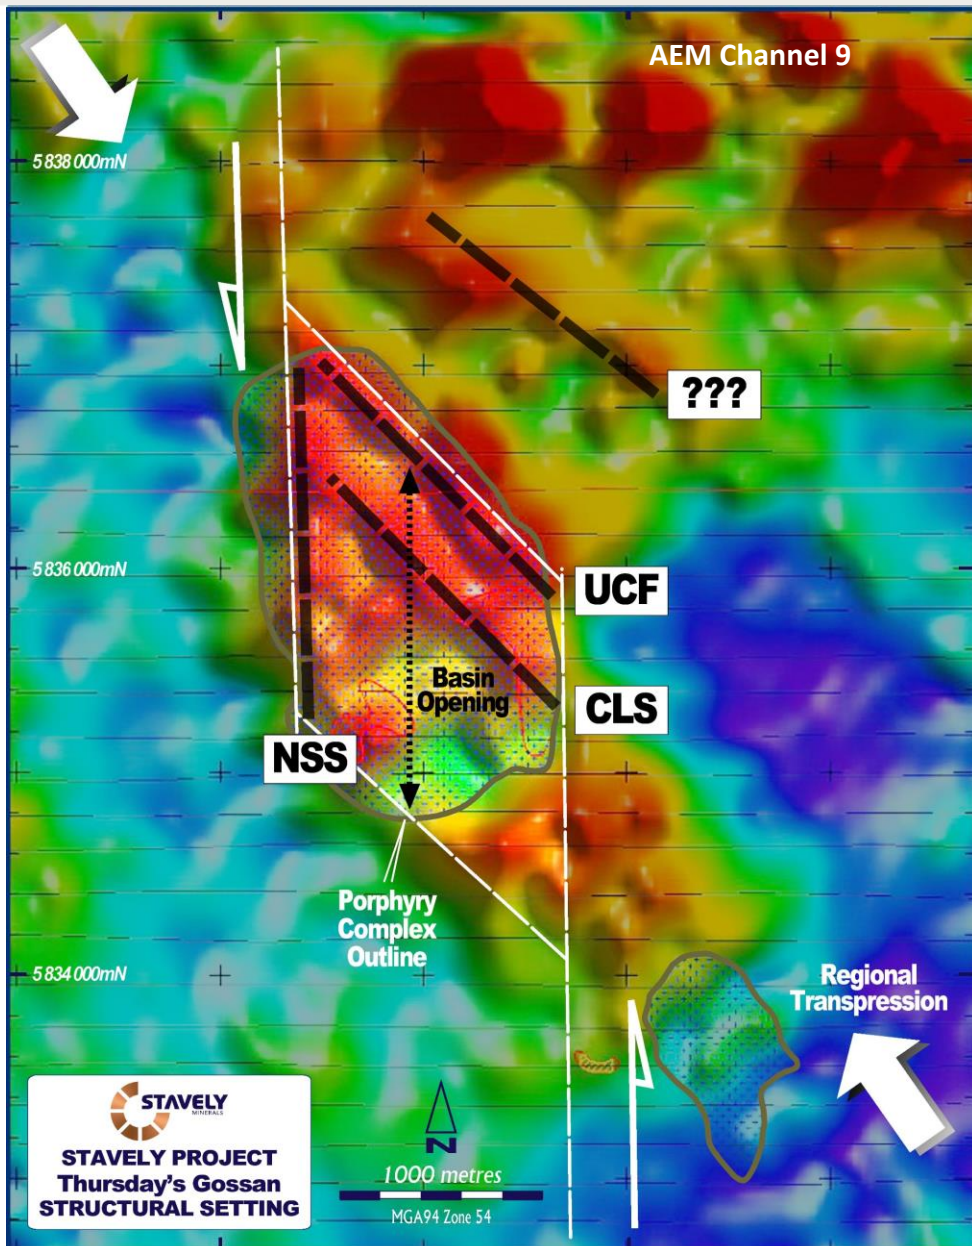 AEM Channel 9
5 838 000mN
???
5 836 000mN
UCF
Basin
Opening
CLS
NSS
Porphyry
Complex
Outline
5 834 000mN
Regional
Transpression
STAVELY
MINERALS
STAVELY PROJECT
Thursday's Gossan
STRUCTURAL SETTING
N
1000 metres
MGA94 Zone 54